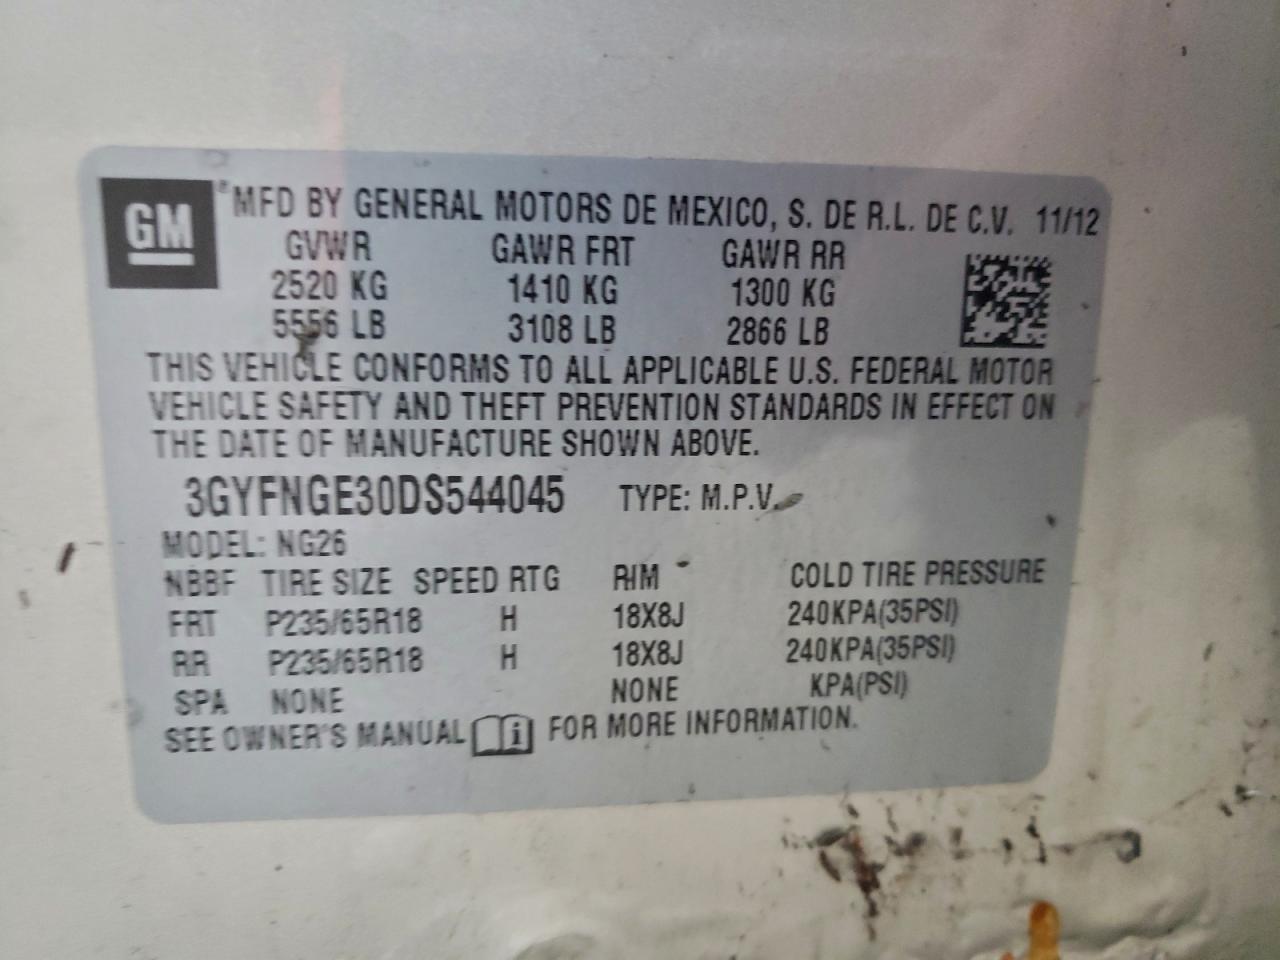 GM
® MFD BY GENERAL MOTORS DE MEXICO, S. DE R.L. DE C.V. 11/12
GVWR GAWR FRT GAWR RR
2520 KG 1410 KG 1300 KG
5556 LB 3108 LB 2866 LB
THIS VEHICLE CONFORMS TO ALL APPLICABLE U.S. FEDERAL MOTOR
VEHICLE SAFETY AND THEFT PREVENTION STANDARDS IN EFFECT ON
THE DATE OF MANUFACTURE SHOWN ABOVE.
3GYFNGE30DS544045 TYPE: M.P.V.
MODEL: NG26
NBBF TIRE SIZE SPEED RTG RIM COLD TIRE PRESSURE
FRT P235/65R18 H 18X8J 240KPA(35PSI)
RR P235/65R18 H 18X8J 240KPA(35PSI)
SPA NONE NONE KPA(PSI)
SEE OWNER'S MANUAL i FOR MORE INFORMATION.